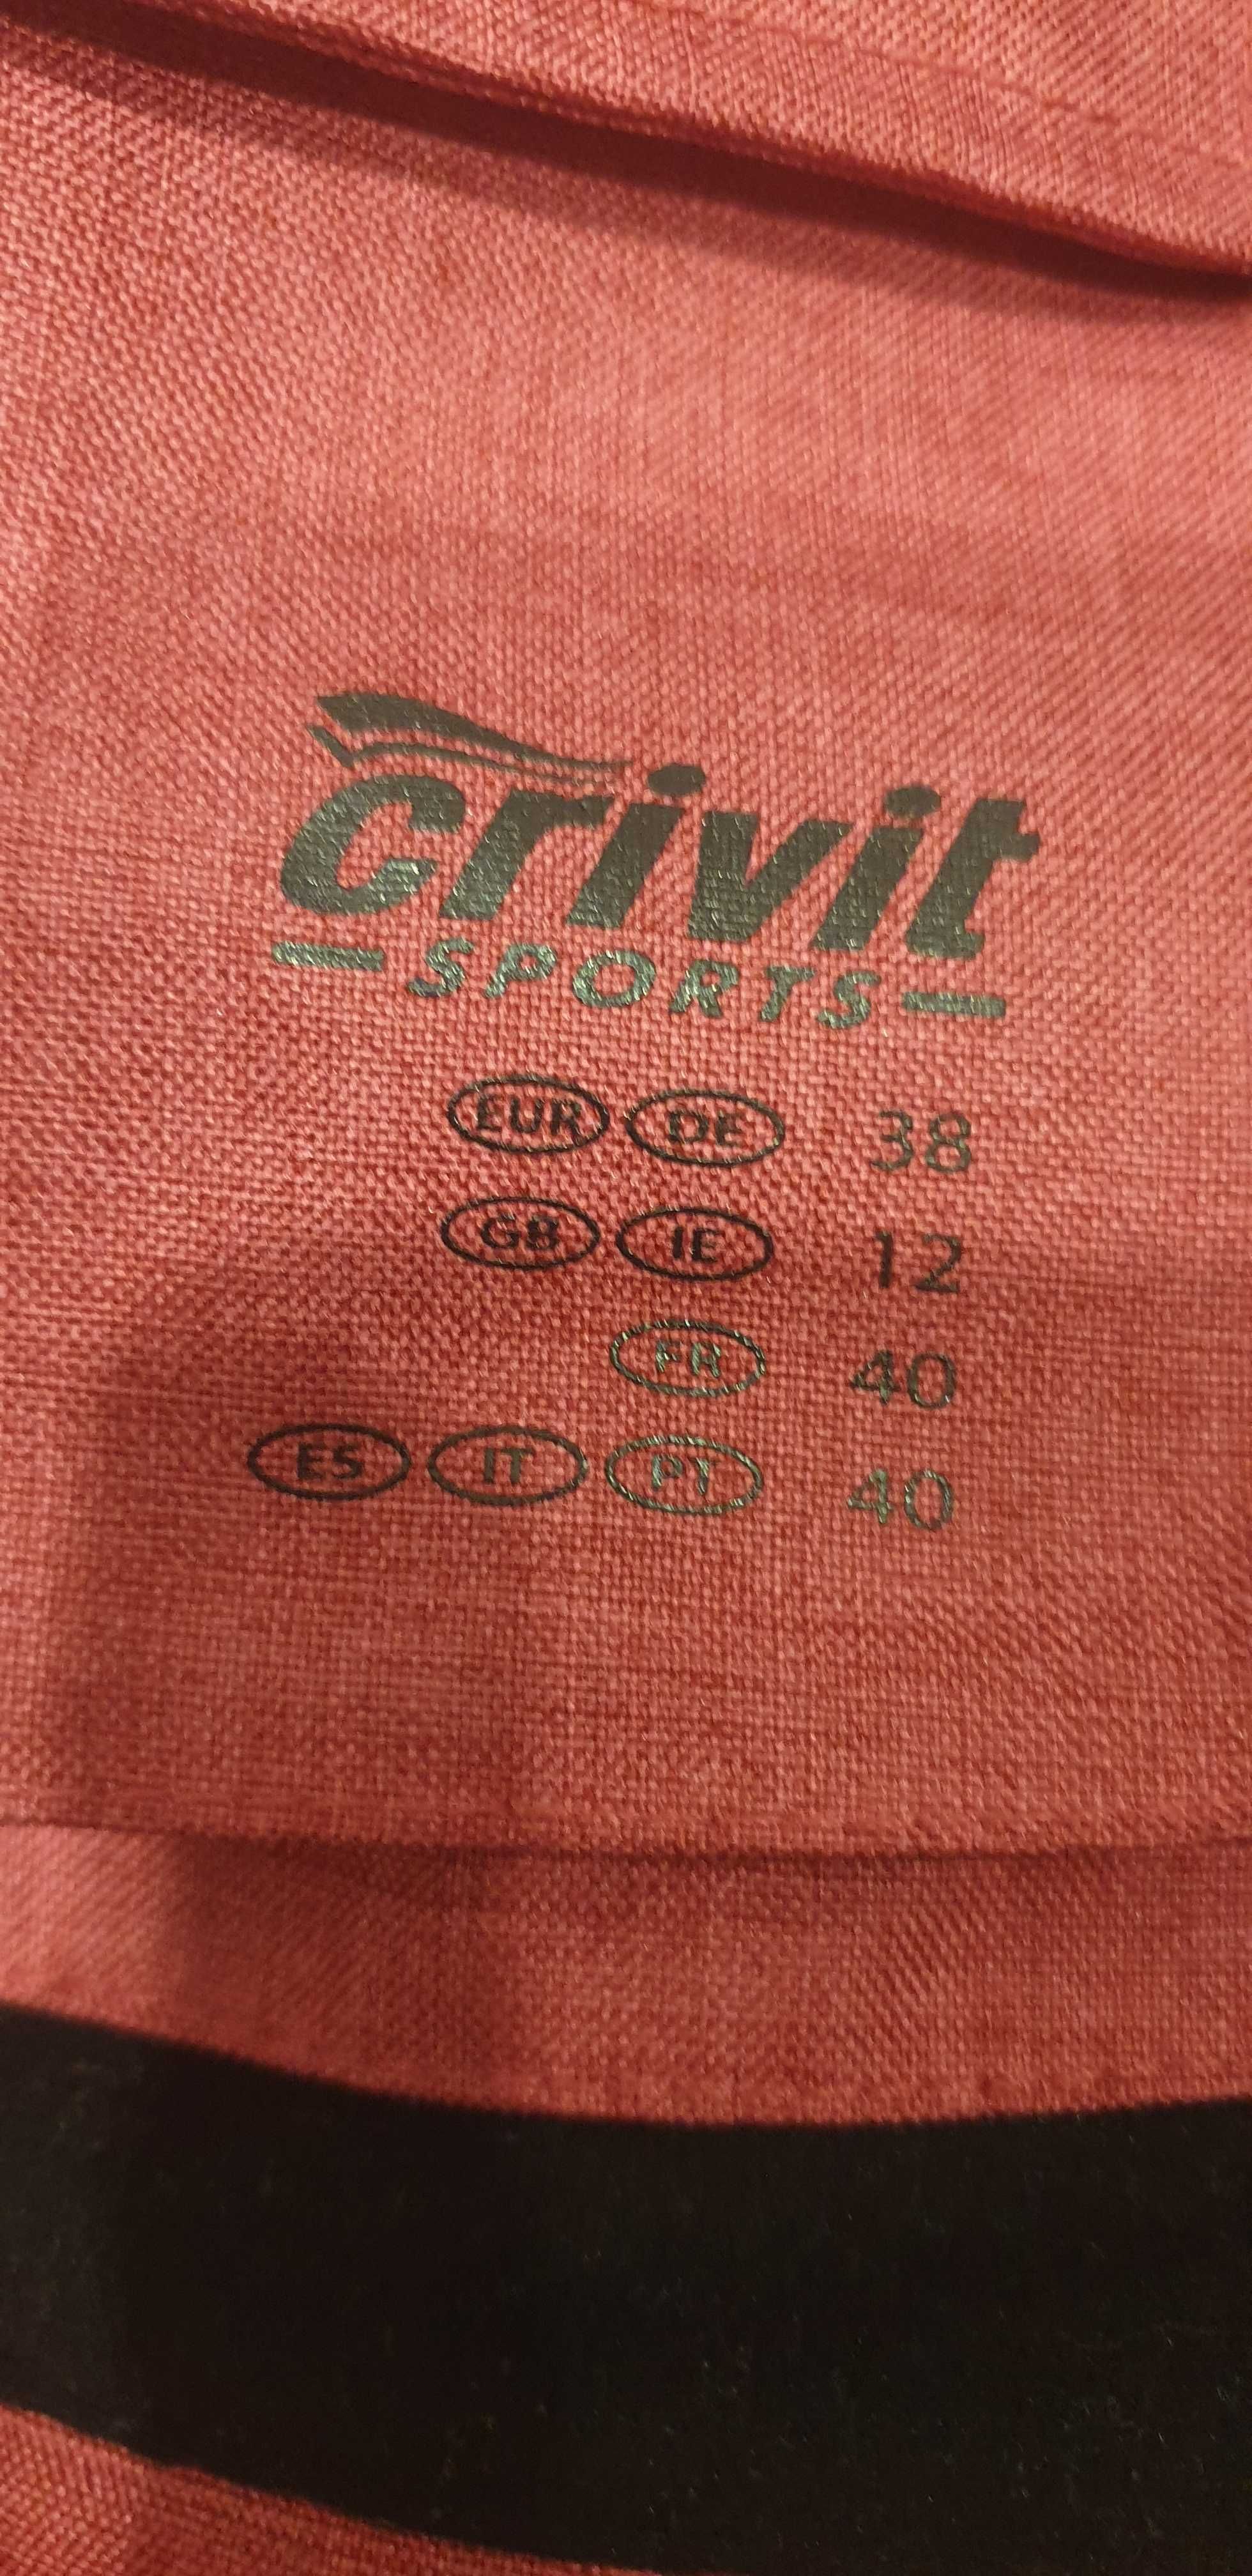 crivit
SPORTS
EUR DE 38
GB IE 12
FR 40
ES IT PT 40